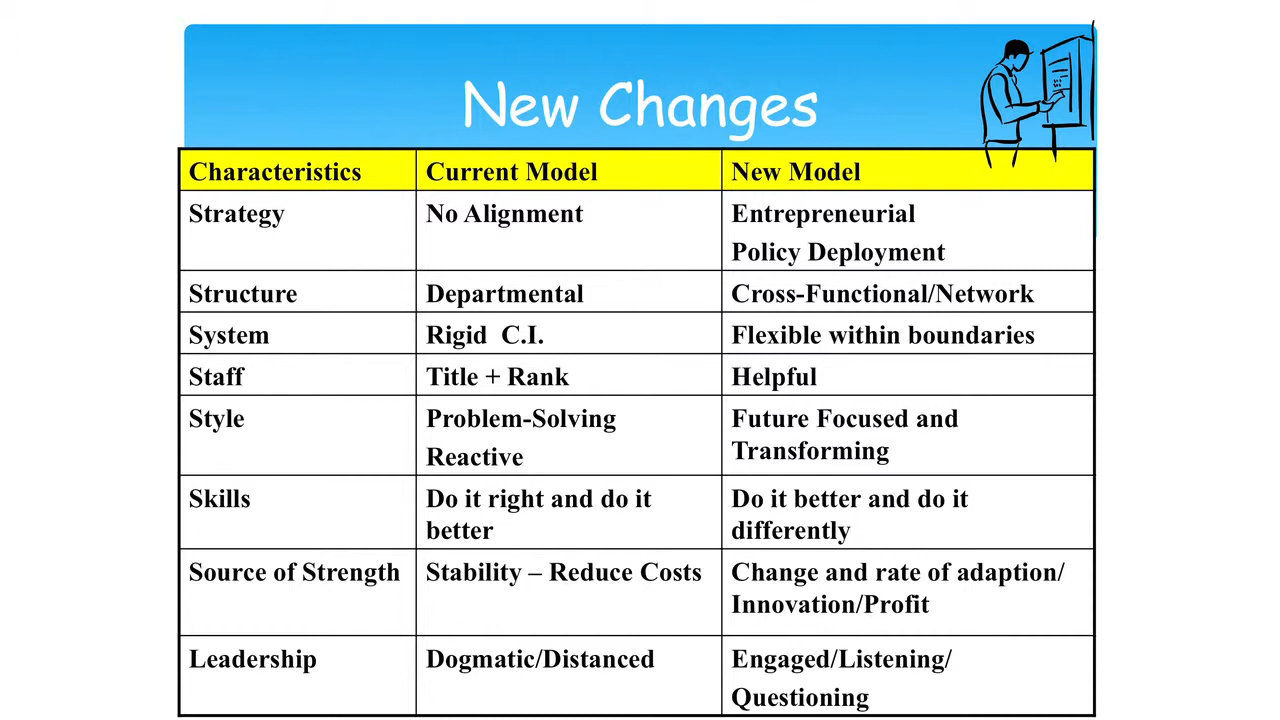 New Changes
Characteristics Current Model New Model
Strategy No Alignment Entrepreneurial
Policy Deployment
Structure Departmental Cross-Functional/Network
System Rigid C.I. Flexible within boundaries
Staff Title + Rank Helpful
Style Problem-Solving Future Focused and
Reactive Transforming
Skills Do it right and do it Do it better and do it
better differently
Source of Strength Stability – Reduce Costs Change and rate of adaption/
Innovation/Profit
Leadership Dogmatic/Distanced Engaged/Listening/
Questioning